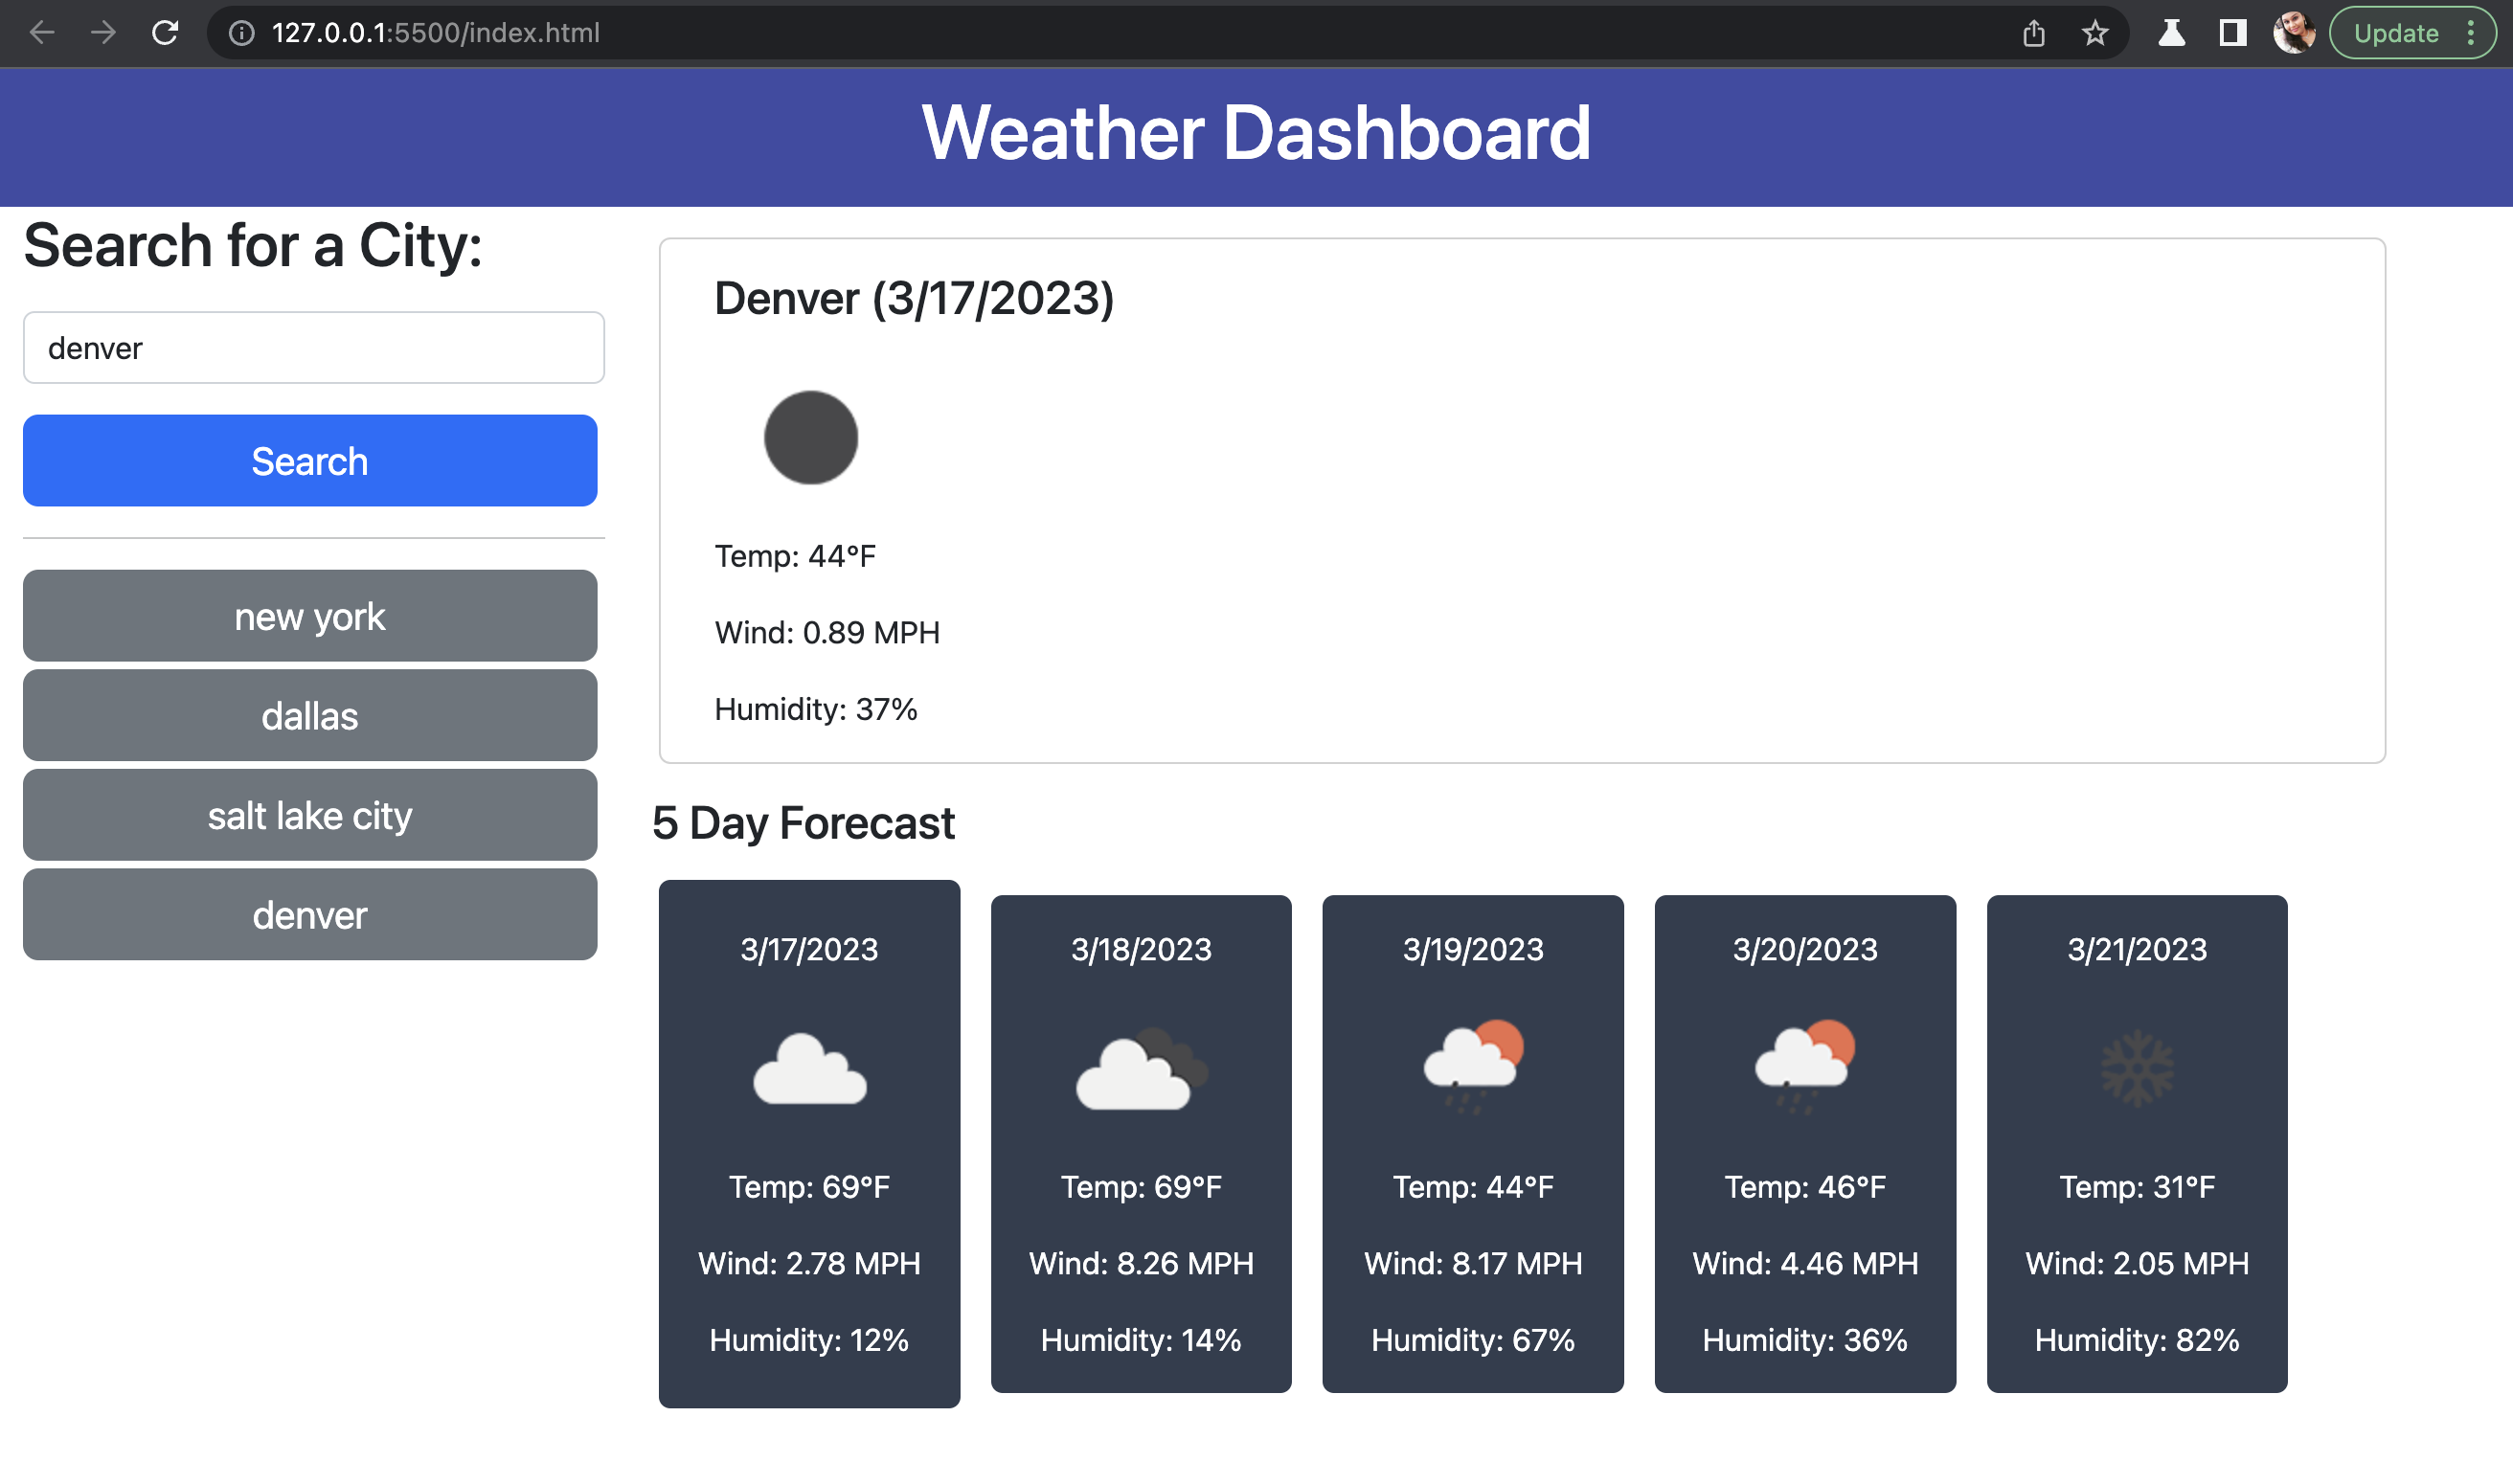 127.0.0.1:5500/index.html
Update
Weather Dashboard
Search for a City:
denver
Search
new york
dallas
salt lake city
denver
Denver (3/17/2023)
Temp: 44°F
Wind: 0.89 MPH
Humidity: 37%
5 Day Forecast
3/17/2023
Temp: 69°F
Wind: 2.78 MPH
Humidity: 12%
3/18/2023
Temp: 69°F
Wind: 8.26 MPH
Humidity: 14%
3/19/2023
Temp: 44°F
Wind: 8.17 MPH
Humidity: 67%
3/20/2023
Temp: 46°F
Wind: 4.46 MPH
Humidity: 36%
3/21/2023
Temp: 31°F
Wind: 2.05 MPH
Humidity: 82%